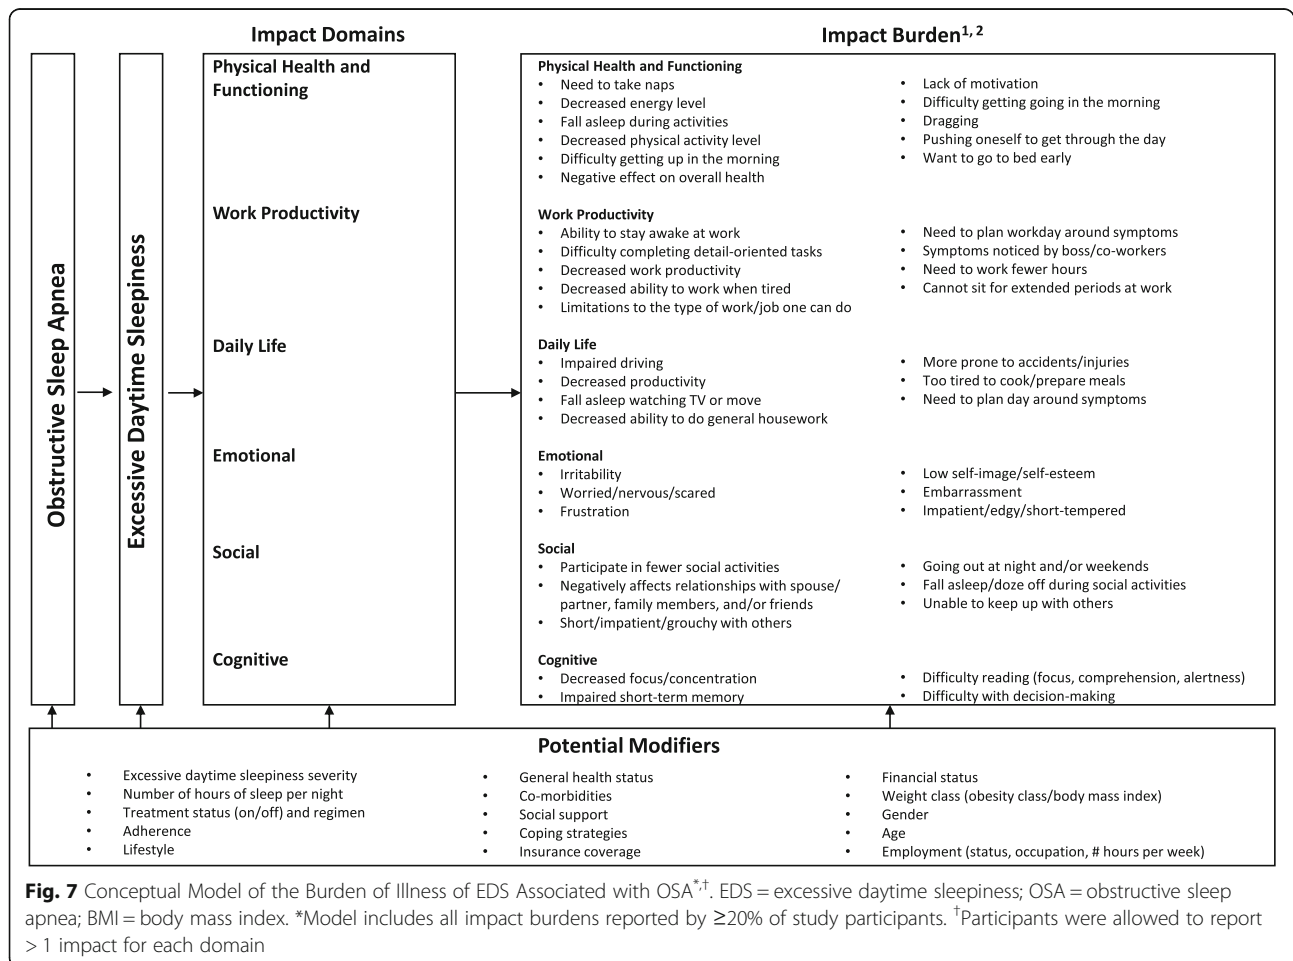 Impact Domains
Impact Burden1, 2
Obstructive Sleep Apnea
Excessive Daytime Sleepiness
Physical Health and
Functioning
Work Productivity
Daily Life
Emotional
Social
Cognitive
Physical Health and Functioning
• Need to take naps
• Decreased energy level
• Fall asleep during activities
• Decreased physical activity level
• Difficulty getting up in the morning
• Negative effect on overall health
• Lack of motivation
• Difficulty getting going in the morning
• Dragging
• Pushing oneself to get through the day
• Want to go to bed early
Work Productivity
• Ability to stay awake at work
• Difficulty completing detail-oriented tasks
• Decreased work productivity
• Decreased ability to work when tired
• Limitations to the type of work/job one can do
• Need to plan workday around symptoms
• Symptoms noticed by boss/co-workers
• Need to work fewer hours
• Cannot sit for extended periods at work
Daily Life
• Impaired driving
• Decreased productivity
• Fall asleep watching TV or move
• Decreased ability to do general housework
• More prone to accidents/injuries
• Too tired to cook/prepare meals
• Need to plan day around symptoms
Emotional
• Irritability
• Worried/nervous/scared
• Frustration
• Low self-image/self-esteem
• Embarrassment
• Impatient/edgy/short-tempered
Social
• Participate in fewer social activities
• Negatively affects relationships with spouse/
partner, family members, and/or friends
• Short/impatient/grouchy with others
• Going out at night and/or weekends
• Fall asleep/doze off during social activities
• Unable to keep up with others
Cognitive
• Decreased focus/concentration
• Impaired short-term memory
• Difficulty reading (focus, comprehension, alertness)
• Difficulty with decision-making
Potential Modifiers
• Excessive daytime sleepiness severity
• Number of hours of sleep per night
• Treatment status (on/off) and regimen
• Adherence
• Lifestyle
• General health status
• Co-morbidities
• Social support
• Coping strategies
• Insurance coverage
• Financial status
• Weight class (obesity class/body mass index)
• Gender
• Age
• Employment (status, occupation, # hours per week)
Fig. 7 Conceptual Model of the Burden of Illness of EDS Associated with OSA*,†. EDS = excessive daytime sleepiness; OSA = obstructive sleep
apnea; BMI = body mass index. *Model includes all impact burdens reported by ≥20% of study participants. †Participants were allowed to report
> 1 impact for each domain